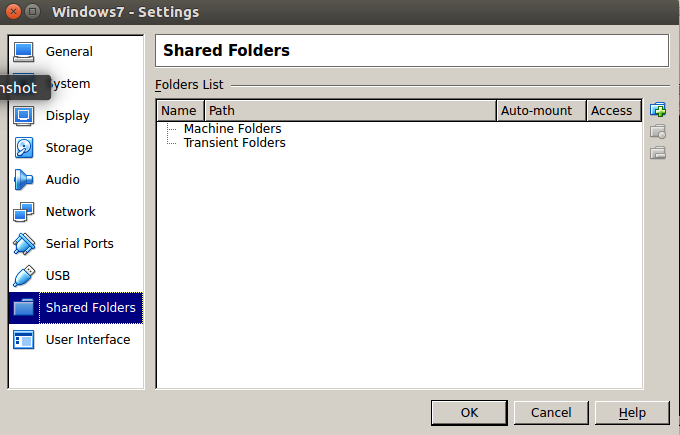 Windows7 - Settings
General
System
nshot
Display
Storage
Audio
Network
Serial Ports
USB
Shared Folders
User Interface
Shared Folders
Folders List
Name Path Auto-mount Access
Machine Folders
Transient Folders
OK Cancel Help